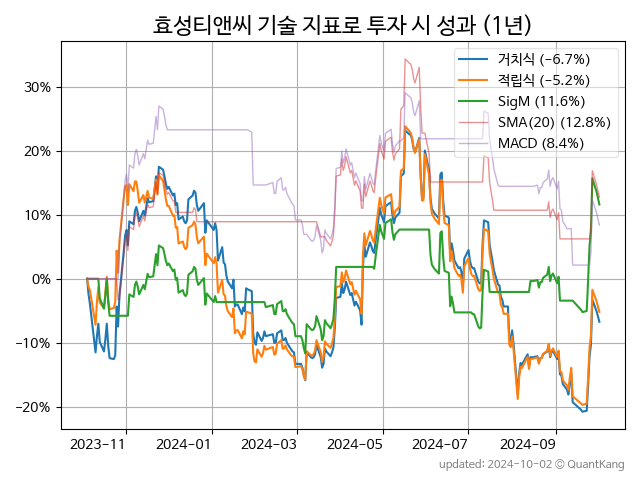 효성티앤씨 기술 지표로 투자 시 성과 (1년)
거치식 (-6.7%)
적립식 (-5.2%)
SigM (11.6%)
SMA(20) (12.8%)
MACD (8.4%)
30%
20%
10%
0%
−10%
−20%
2023-11
2024-01
2024-03
2024-05
2024-07
2024-09
updated: 2024-10-02 © QuantKang